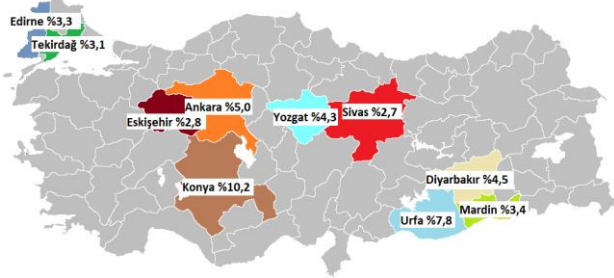 Edirne %3,3
Tekirdağ %3,1
Ankara %5,0
Eskişehir %2,8
Yozgat %4,3
Sivas %2,7
Konya %10,2
Diyarbakır %4,5
Mardin %3,4
Urfa %7,8